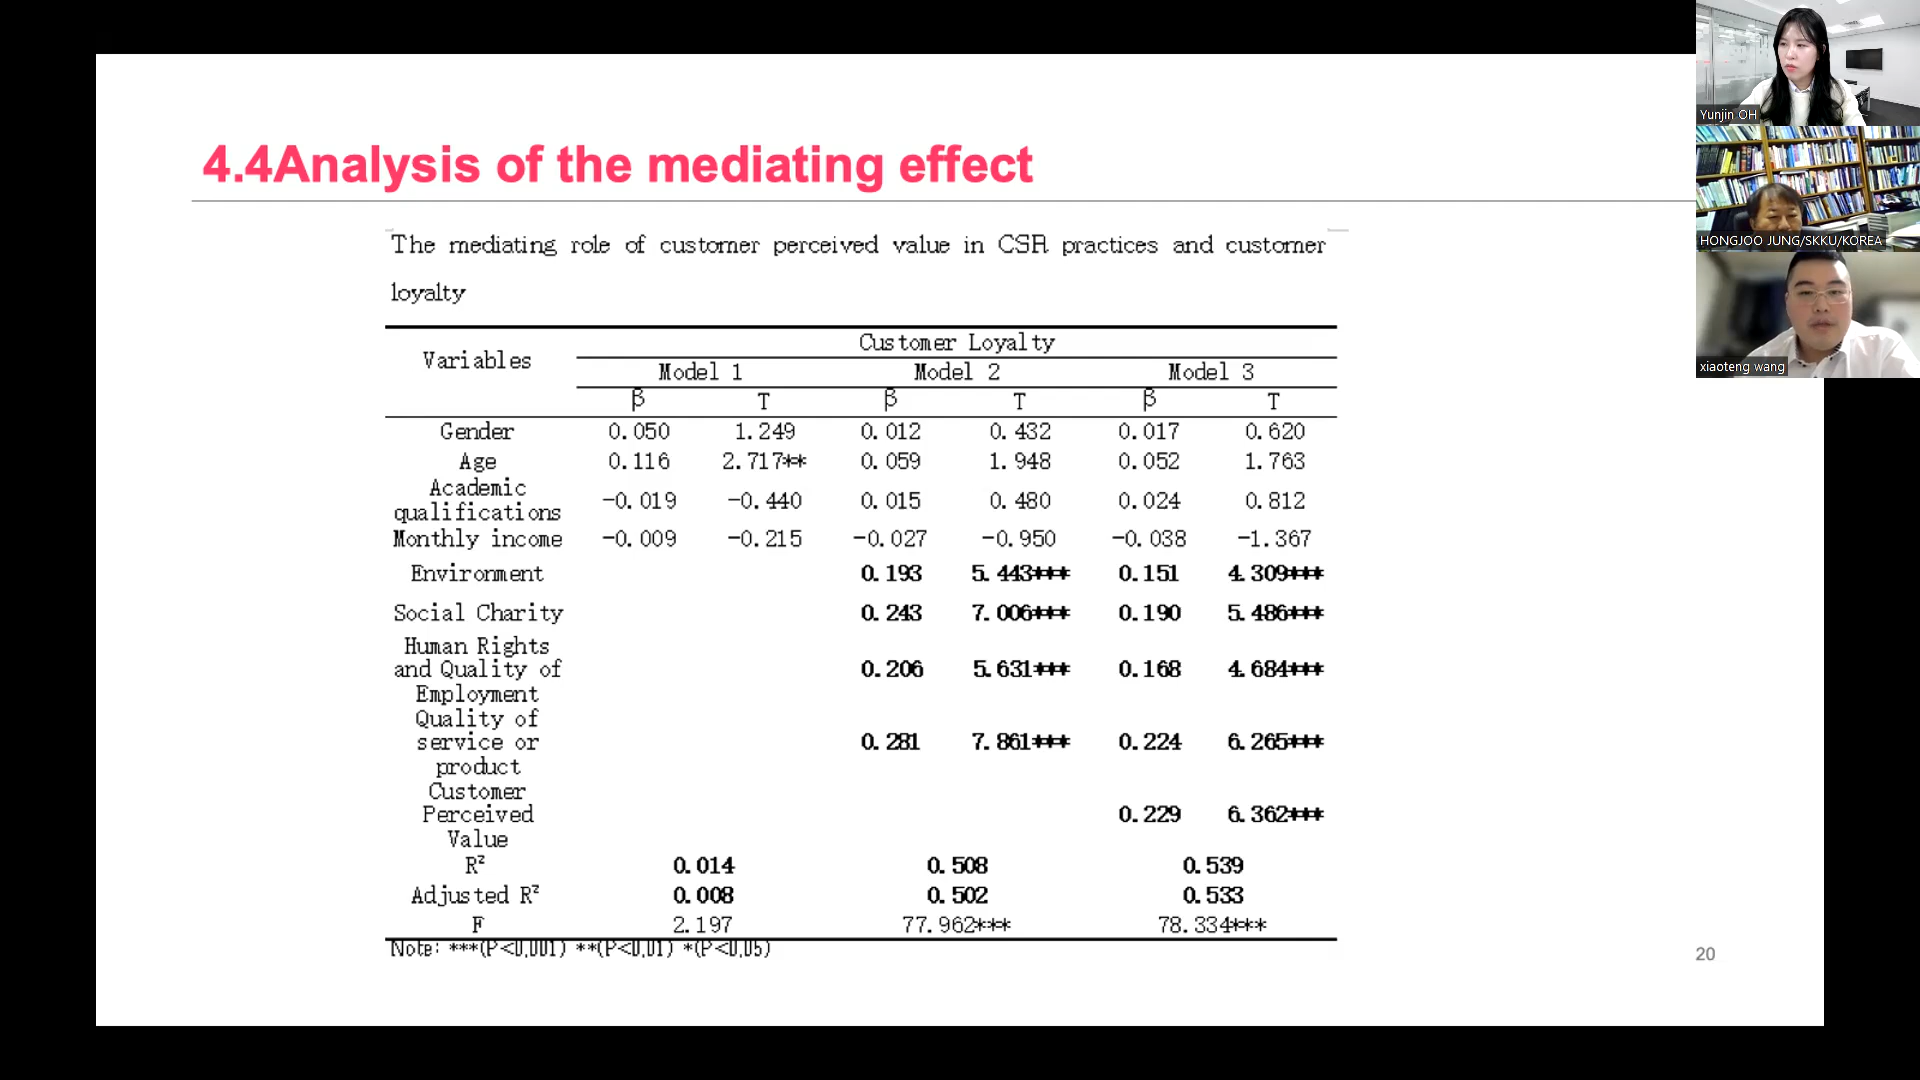 4.4Analysis of the mediating effect
The mediating role of customer perceived value in CSR practices and customer
loyalty
Variables
Customer Loyalty
Model 1 Model 2 Model 3
β T β T β T
Gender 0.050 1.249 0.012 0.432 0.017 0.620
Age 0.116 2.717** 0.059 1.948 0.052 1.763
Academic
qualifications -0.019 -0.440 0.015 0.480 0.024 0.812
Monthly income -0.009 -0.215 -0.027 -0.950 -0.038 -1.367
Environment 0.193 5.443*** 0.151 4.309***
Social Charity 0.243 7.006*** 0.190 5.486***
Human Rights
and Quality of 0.206 5.631*** 0.168 4.684***
Employment
Quality of
service or 0.281 7.861*** 0.224 6.265***
product
Customer
Perceived 0.229 6.362***
Value
R² 0.014 0.508 0.539
Adjusted R² 0.008 0.502 0.533
F 2.197 77.962*** 78.334***
Note: ***(P<0.001) **(P<0.01) *(P<0.05)
20
Yunjin OH
HONGJOO JUNG/SKKU/KOREA
xiaoteng wang